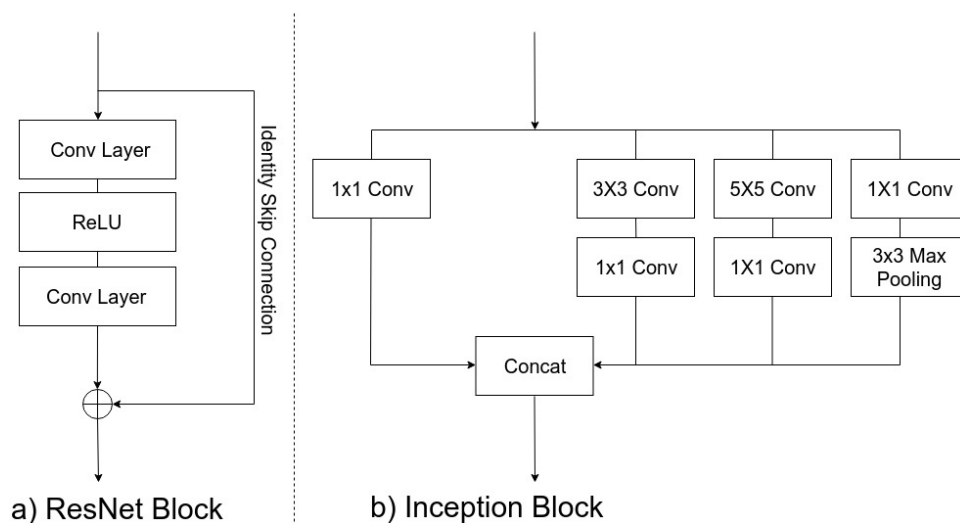 Conv Layer
ReLU
Conv Layer
Identity Skip Connection
a) ResNet Block
1x1 Conv
3X3 Conv
5X5 Conv
1X1 Conv
1x1 Conv
1X1 Conv
3x3 Max
Pooling
Concat
b) Inception Block